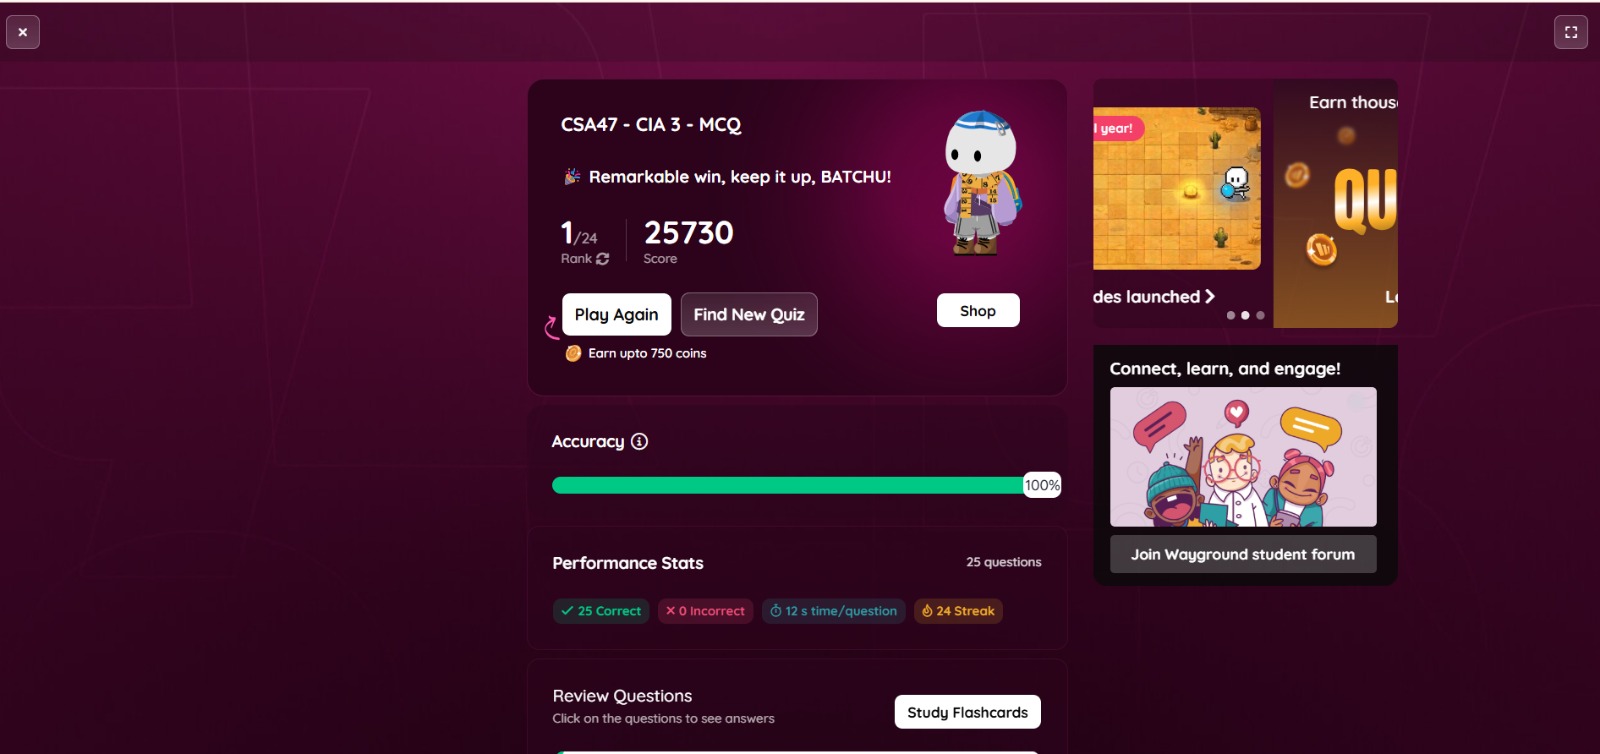 CSA47 - CIA 3 - MCQ
Remarkable win, keep it up, BATCHU!
1/24
Rank
25730
Score
Play Again
Find New Quiz
Shop
Earn upto 750 coins
Accuracy
100%
Performance Stats
25 questions
25 Correct
0 Incorrect
12 s time/question
24 Streak
Review Questions
Click on the questions to see answers
Study Flashcards
year!
launched
Earn
QU
Connect, learn, and engage!
Join Wayground student forum